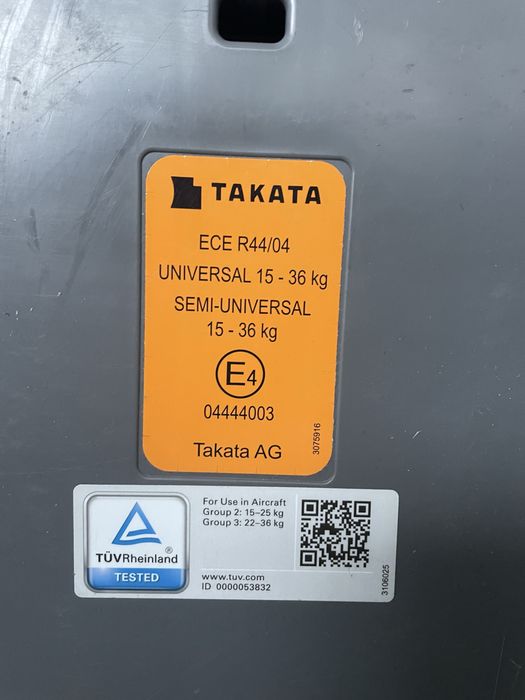 TAKATA
ECE R44/04
UNIVERSAL 15 - 36 kg
SEMI-UNIVERSAL
15 - 36 kg
E4
04444003
Takata AG
3075916
TÜVRheinland®
TESTED
For Use in Aircraft
Group 2: 15–25 kg
Group 3: 22–36 kg
www.tuv.com
ID 0000053832
3106025